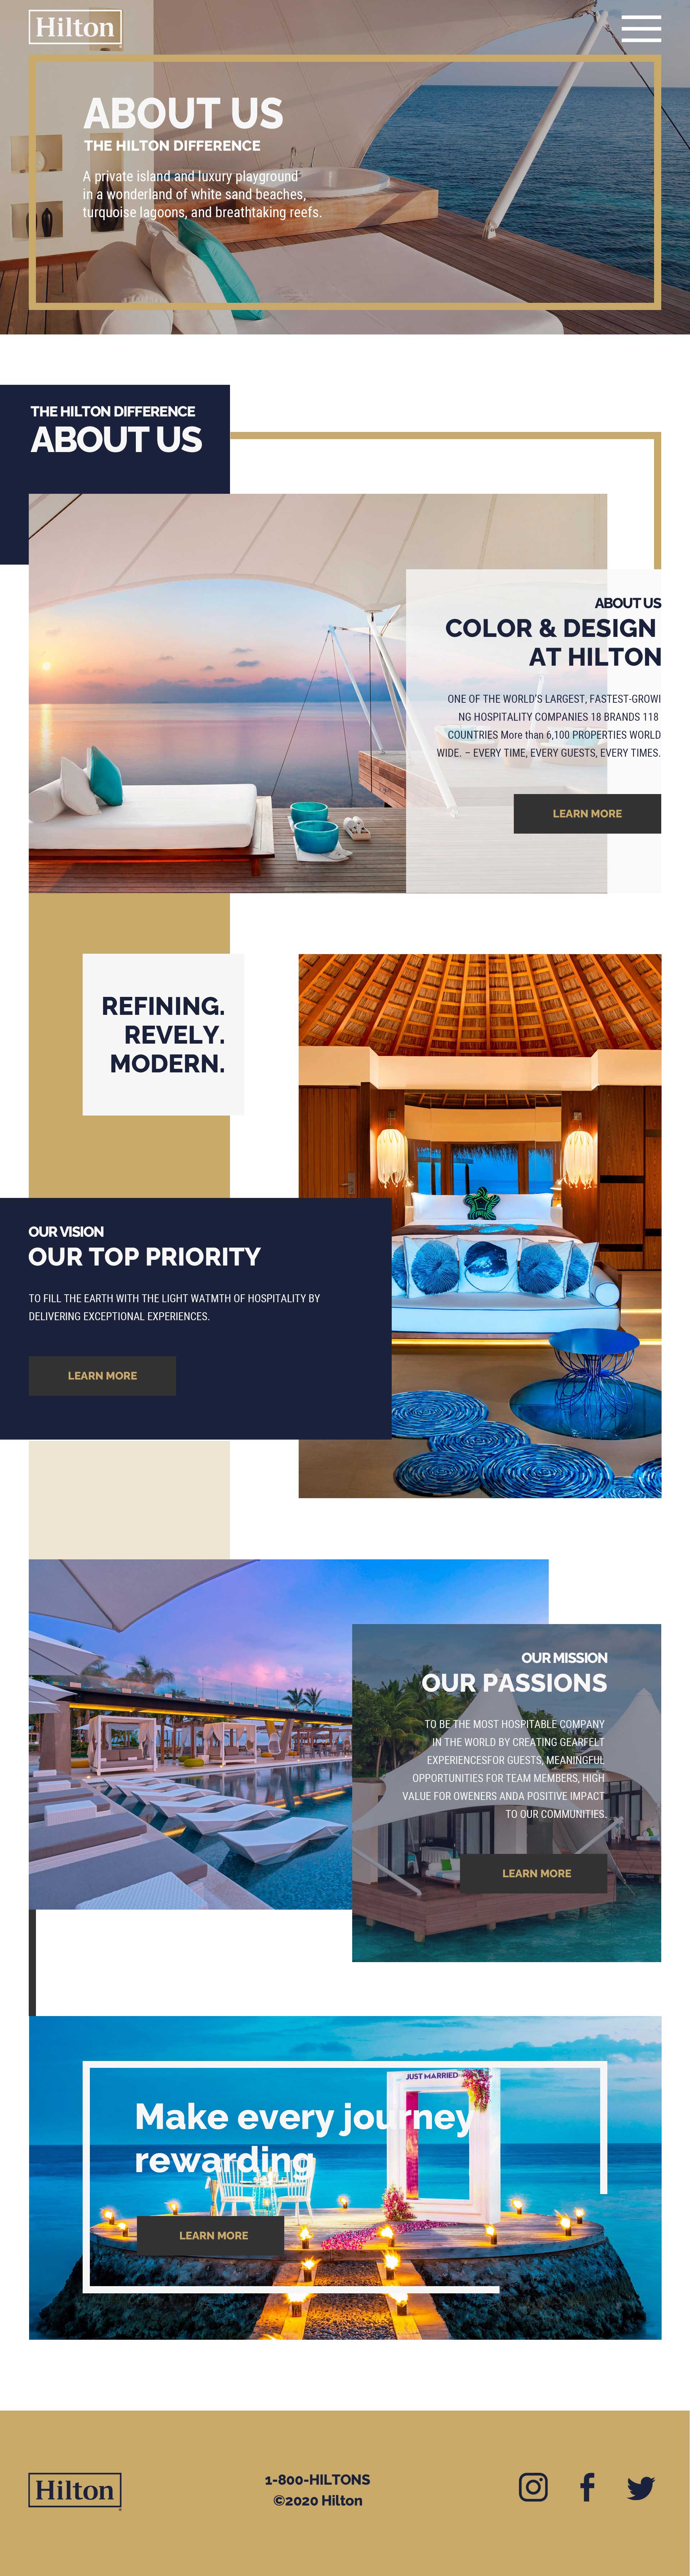 Hilton
ABOUT US
THE HILTON DIFFERENCE
A private island and luxury playground
in a wonderland of white sand beaches,
turquoise lagoons, and breathtaking reefs.
THE HILTON DIFFERENCE
ABOUT US
ABOUT US
COLOR & DESIGN
AT HILTON
ONE OF THE WORLD'S LARGEST, FASTEST-GROWI
NG HOSPITALITY COMPANIES 18 BRANDS 118
COUNTRIES More than 6,100 PROPERTIES WORLD
WIDE. – EVERY TIME, EVERY GUESTS, EVERY TIMES.
LEARN MORE
REFINING.
REVELY.
MODERN.
OUR VISION
OUR TOP PRIORITY
TO FILL THE EARTH WITH THE LIGHT WATMTH OF HOSPITALITY BY
DELIVERING EXCEPTIONAL EXPERIENCES.
LEARN MORE
OUR MISSION
OUR PASSIONS
TO BE THE MOST HOSPITABLE COMPANY
IN THE WORLD BY CREATING GEARFELT
EXPERIENCESFOR GUESTS, MEANINGFUL
OPPORTUNITIES FOR TEAM MEMBERS, HIGH
VALUE FOR OWENERS ANDA POSITIVE IMPACT
TO OUR COMMUNITIES.
LEARN MORE
JUST MARRIED
Make every journey
rewarding
LEARN MORE
Hilton
1-800-HILTONS
©2020 Hilton